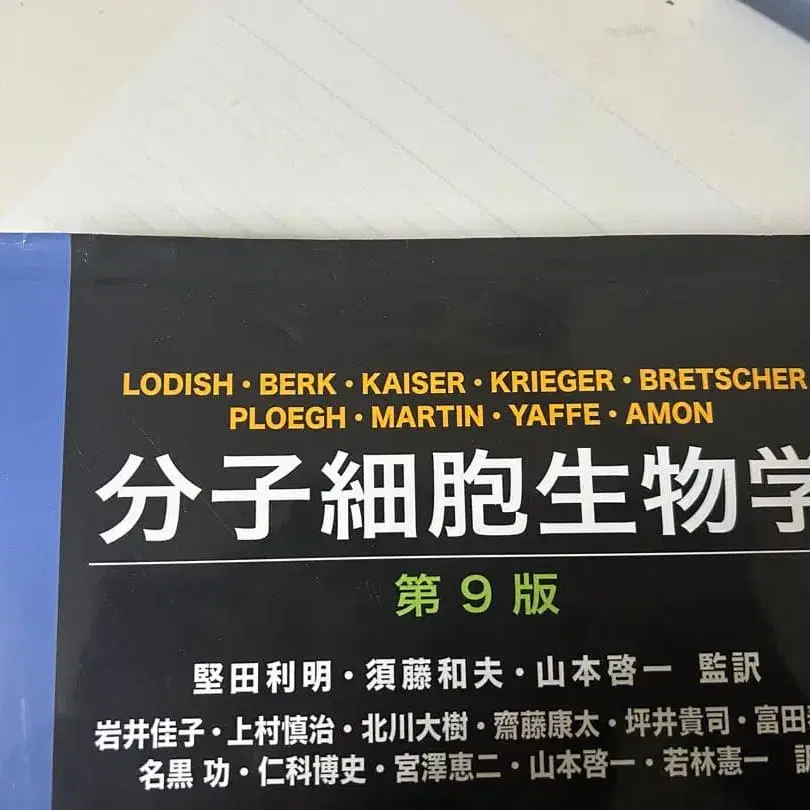 LODISH・BERK・KAISER・KRIEGER・BRETSCHER
PLOEGH・MARTIN・YAFFE・AMON
分子細胞生物学
第9版
堅田利明・須藤和夫・山本啓一 監訳
岩井佳子・上村慎治・北川大樹・齋藤康太・坪井貴司・富田
名黒 功・仁科博史・宮澤恵二・山本啓一・若林憲一 訳